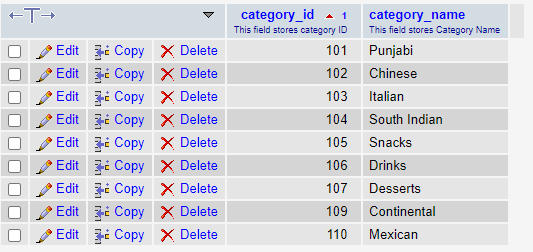 category_id 1 category_name
This field stores category ID This field stores Category Name
Edit Copy Delete 101 Punjabi
Edit Copy Delete 102 Chinese
Edit Copy Delete 103 Italian
Edit Copy Delete 104 South Indian
Edit Copy Delete 105 Snacks
Edit Copy Delete 106 Drinks
Edit Copy Delete 107 Desserts
Edit Copy Delete 109 Continental
Edit Copy Delete 110 Mexican